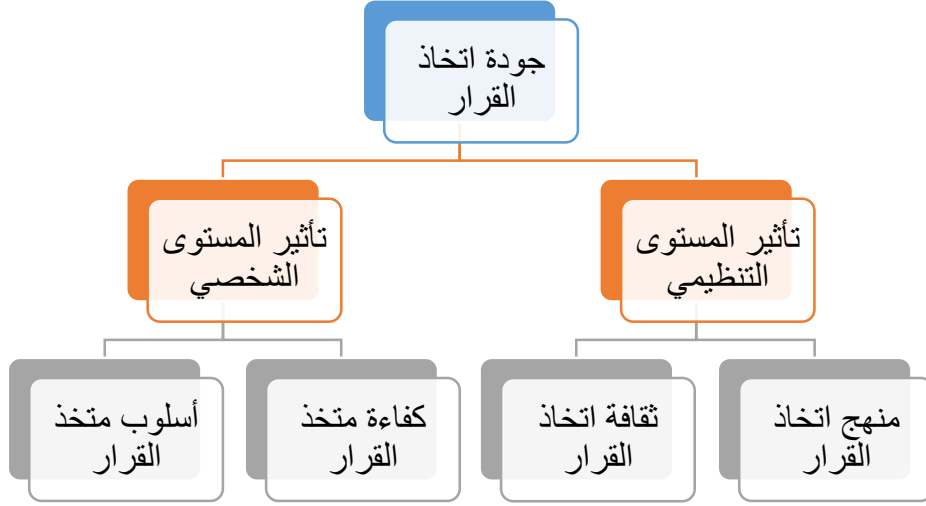 جودة اتخاذ
القرار
تأثير المستوى
التنظيمي
تأثير المستوى
الشخصي
منهج اتخاذ
القرار
ثقافة اتخاذ
القرار
كفاءة متخذ
القرار
أسلوب متخذ
القرار